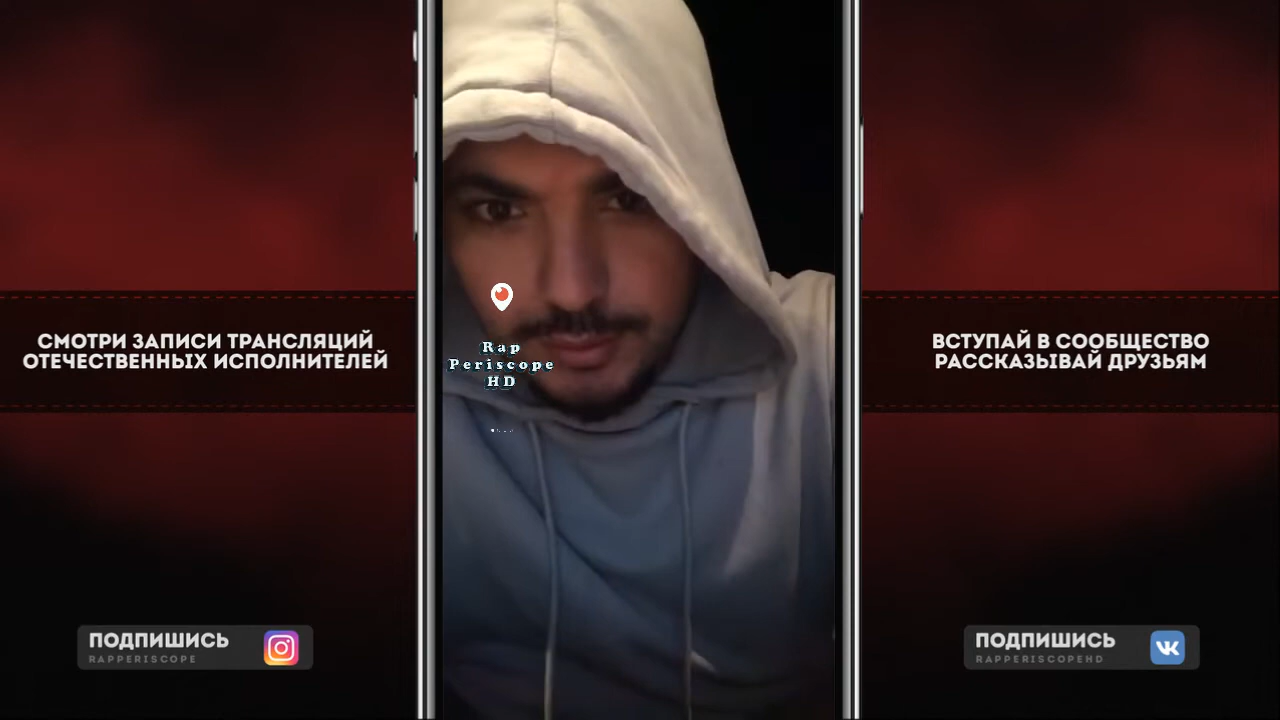 СМОТРИ ЗАПИСИ ТРАНСЛЯЦИЙ
ОТЕЧЕСТВЕННЫХ ИСПОЛНИТЕЛЕЙ
Rap
Periscope
HD
ВСТУПАЙ В СООБЩЕСТВО
РАССКАЗЫВАЙ ДРУЗЬЯМ
ПОДПИШИСЬ
RAPPERISCOPE
ПОДПИШИСЬ
RAPPERISCOPEHD